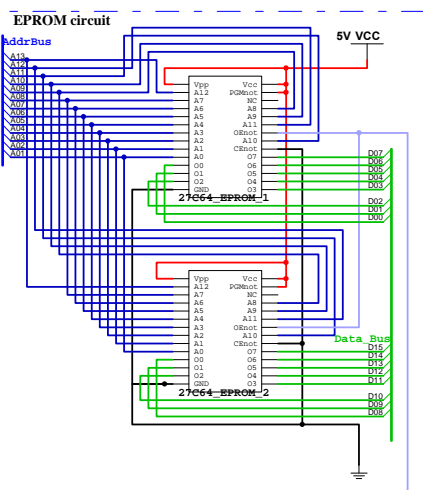 EPROM circuit
AddrBus
5V VCC
A13
A12
A11
A10
A09
A08
A07
A06
A05
A04
A03
A02
A01
Vpp Vcc
A12 PGMnot
A7 NC
A6 A8
A5 A9
A4 A11
A3 OEnot
A2 A10
A1 CEnot
A0 O7
O0 O6
O1 O5
O2 O4
GND O3
27C64_EPROM_1
D07
D06
D05
D04
D03
D02
D01
D00
Vpp Vcc
A12 PGMnot
A7 NC
A6 A8
A5 A9
A4 A11
A3 OEnot
A2 A10
A1 CEnot
A0 O7
O0 O6
O1 O5
O2 O4
GND O3
27C64_EPROM_2
Data_Bus
D15
D14
D13
D12
D11
D10
D09
D08